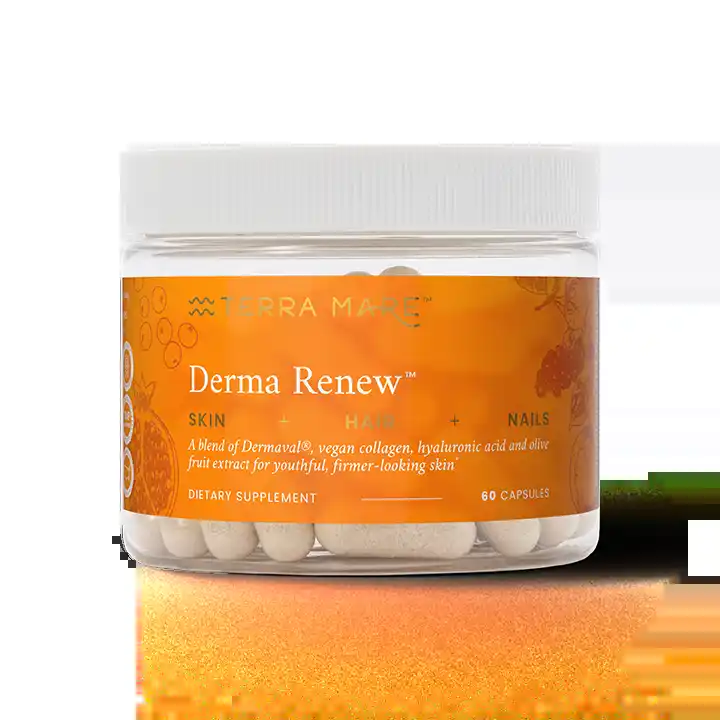 TERRA MARE™
Derma Renew™
SKIN + HAIR + NAILS
A blend of Dermaval®, vegan collagen, hyaluronic acid and olive
fruit extract for youthful, firmer-looking skin*
DIETARY SUPPLEMENT
60 CAPSULES